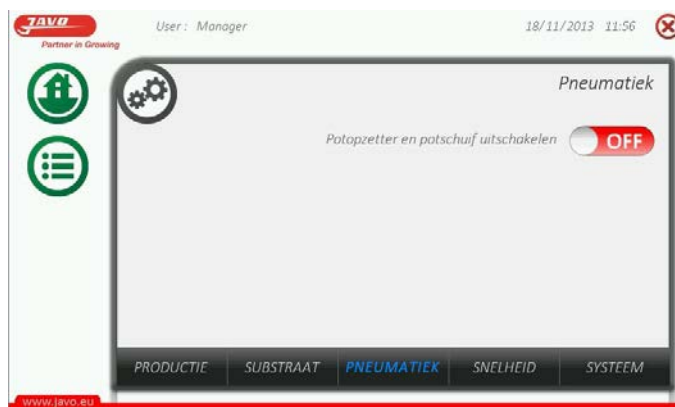 JAVO
Partner in Growing
User : Manager
18/11/2013 11:56
Pneumatiek
Potopzetter en potschuif uitschakelen
OFF
PRODUCTIE SUBSTRAAT PNEUMATIEK SNELHEID SYSTEEM
www.javo.eu